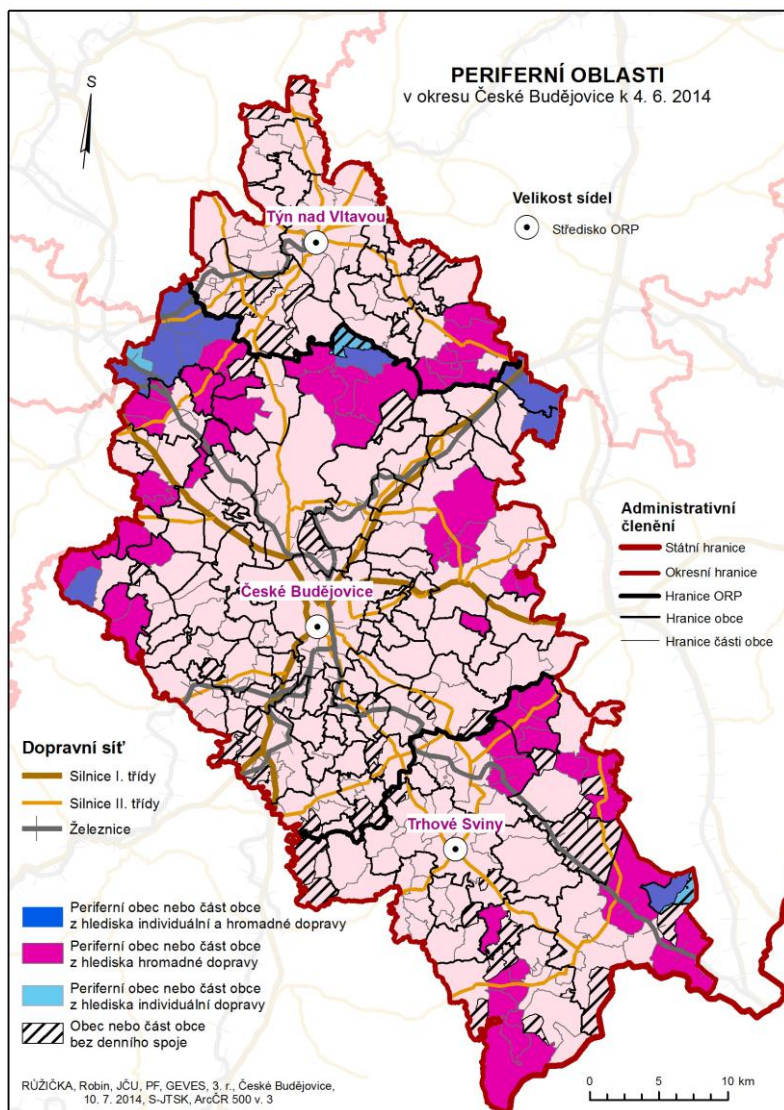 PERIFERNÍ OBLASTI
v okresu České Budějovice k 4. 6. 2014
S
Velikost sídel
Středisko ORP
Týn nad Vltavou
České Budějovice
Trhové Sviny
Administrativní
členění
Státní hranice
Okresní hranice
Hranice ORP
Hranice obce
Hranice části obce
Dopravní síť
Silnice I. třídy
Silnice II. třídy
Železnice
Periferní obec nebo část obce
z hlediska individuální a hromadné dopravy
Periferní obec nebo část obce
z hlediska hromadné dopravy
Periferní obec nebo část obce
z hlediska individuální dopravy
Obec nebo část obce
bez denního spoje
RŮŽIČKA, Robin, JČU, PF, GEVES, 3. r., České Budějovice,
10. 7. 2014, S-JTSK, ArcČR 500 v. 3
0 5 10 km